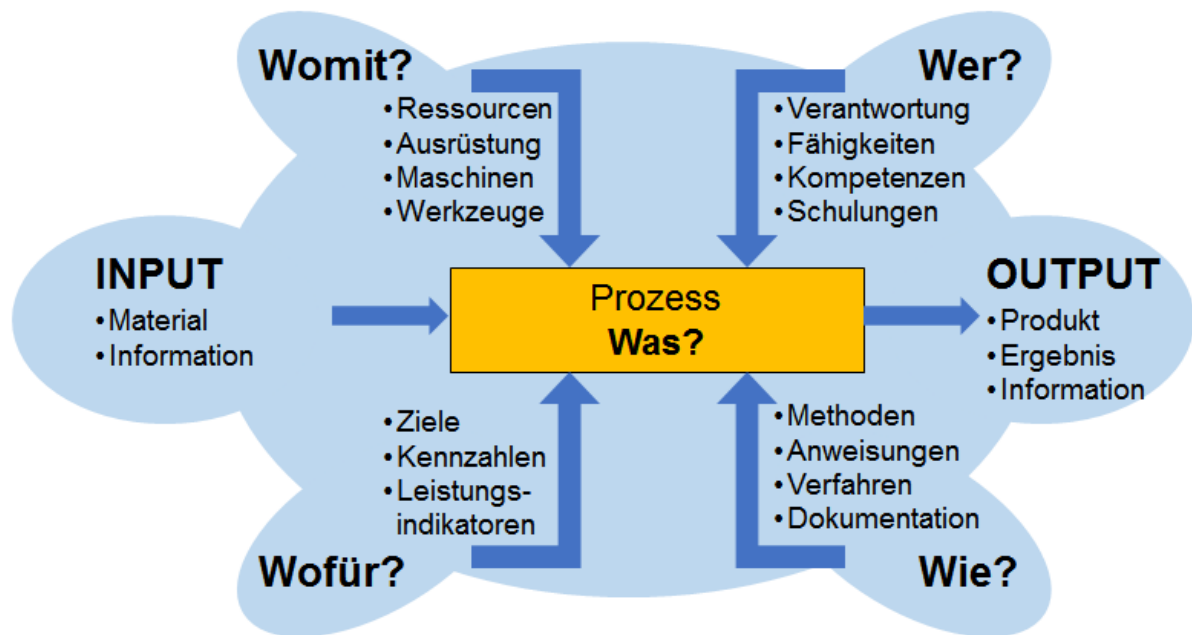 Womit?
• Ressourcen
• Ausrüstung
• Maschinen
• Werkzeuge
Wer?
• Verantwortung
• Fähigkeiten
• Kompetenzen
• Schulungen
INPUT
• Material
• Information
Prozess
Was?
OUTPUT
• Produkt
• Ergebnis
• Information
• Ziele
• Kennzahlen
• Leistungs-
indikatoren
Wofür?
• Methoden
• Anweisungen
• Verfahren
• Dokumentation
Wie?